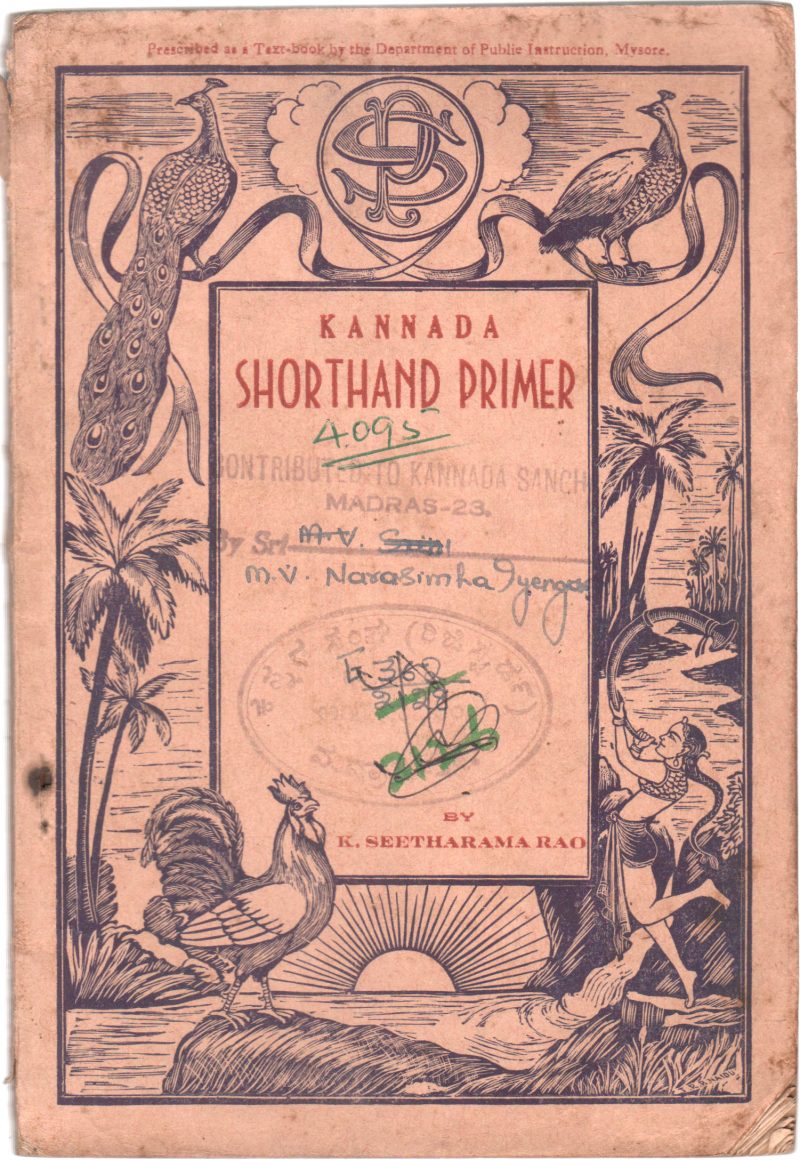 Prescribed as a Text-book by the Department of Public Instruction, Mysore.
KANNADA
SHORTHAND PRIMER
4095
CONTRIBUTED TO KANNADA SANGH
MADRAS-23.
By Sri M.V.
M.V. Narasimha Iyengar
BY
K. SEETHARAMA RAO